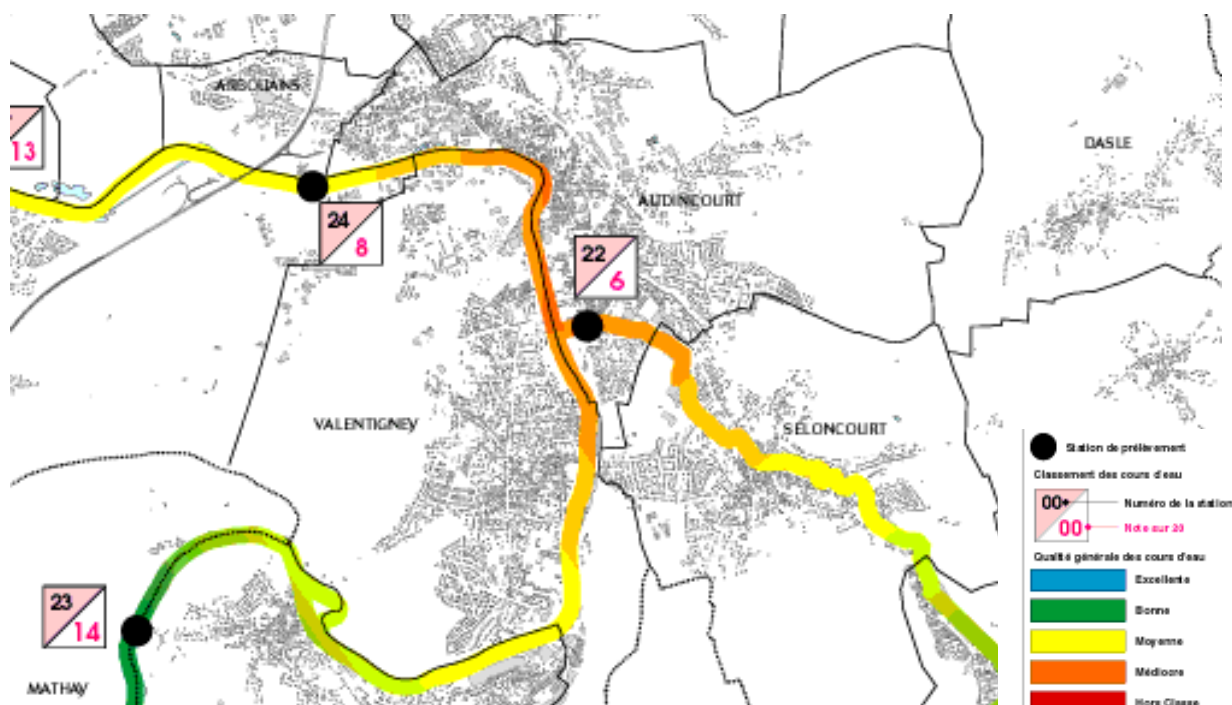 ARBOUANS
13
DASLE
24
8
AUDINCOURT
22
6
VALENTIGNEY
SELONCOURT
23
14
MATHAY
Station de prélèvement
Classement des cours d'eau
00
Numéro de la station
00
Note sur 20
Qualité générale des cours d'eau
Excellente
Bonne
Moyenne
Médiocre
Hors Classe